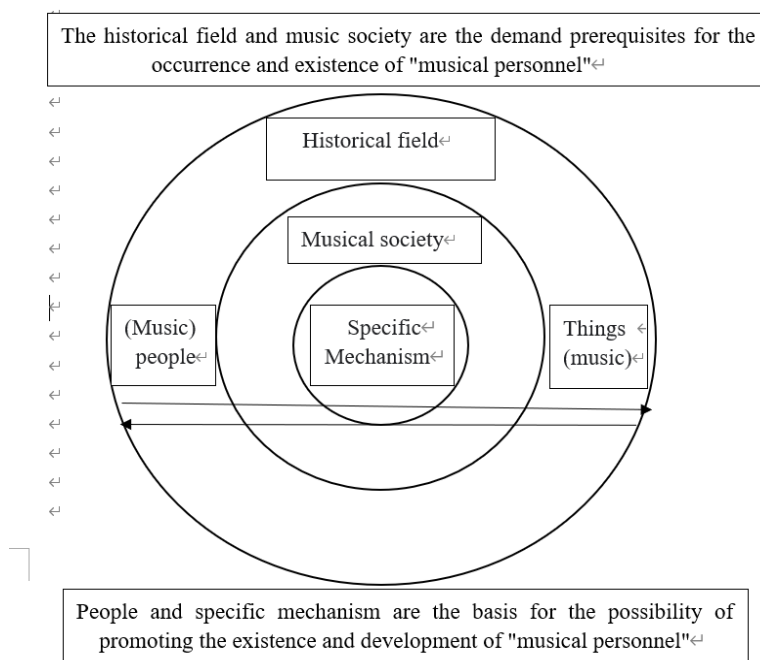 The historical field and music society are the demand prerequisites for the
occurrence and existence of "musical personnel"
Historical field
Musical society
(Music)
people
Specific
Mechanism
Things
(music)
People and specific mechanism are the basis for the possibility of
promoting the existence and development of "musical personnel"